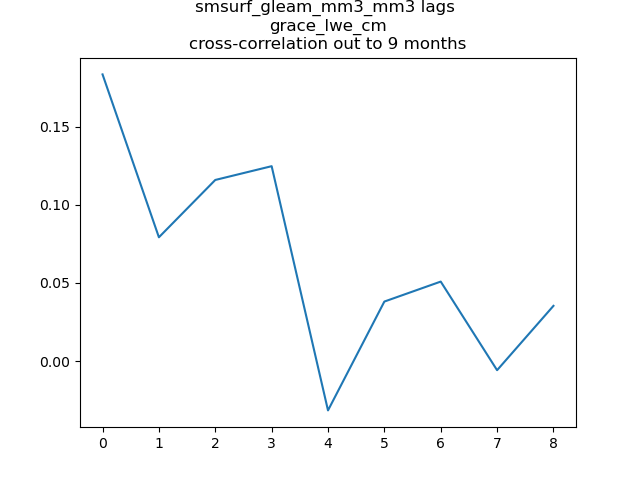 smsurf_gleam_mm3_mm3 lags
grace_lwe_cm
cross-correlation out to 9 months
0.15
0.10
0.05
0.00
0 1 2 3 4 5 6 7 8